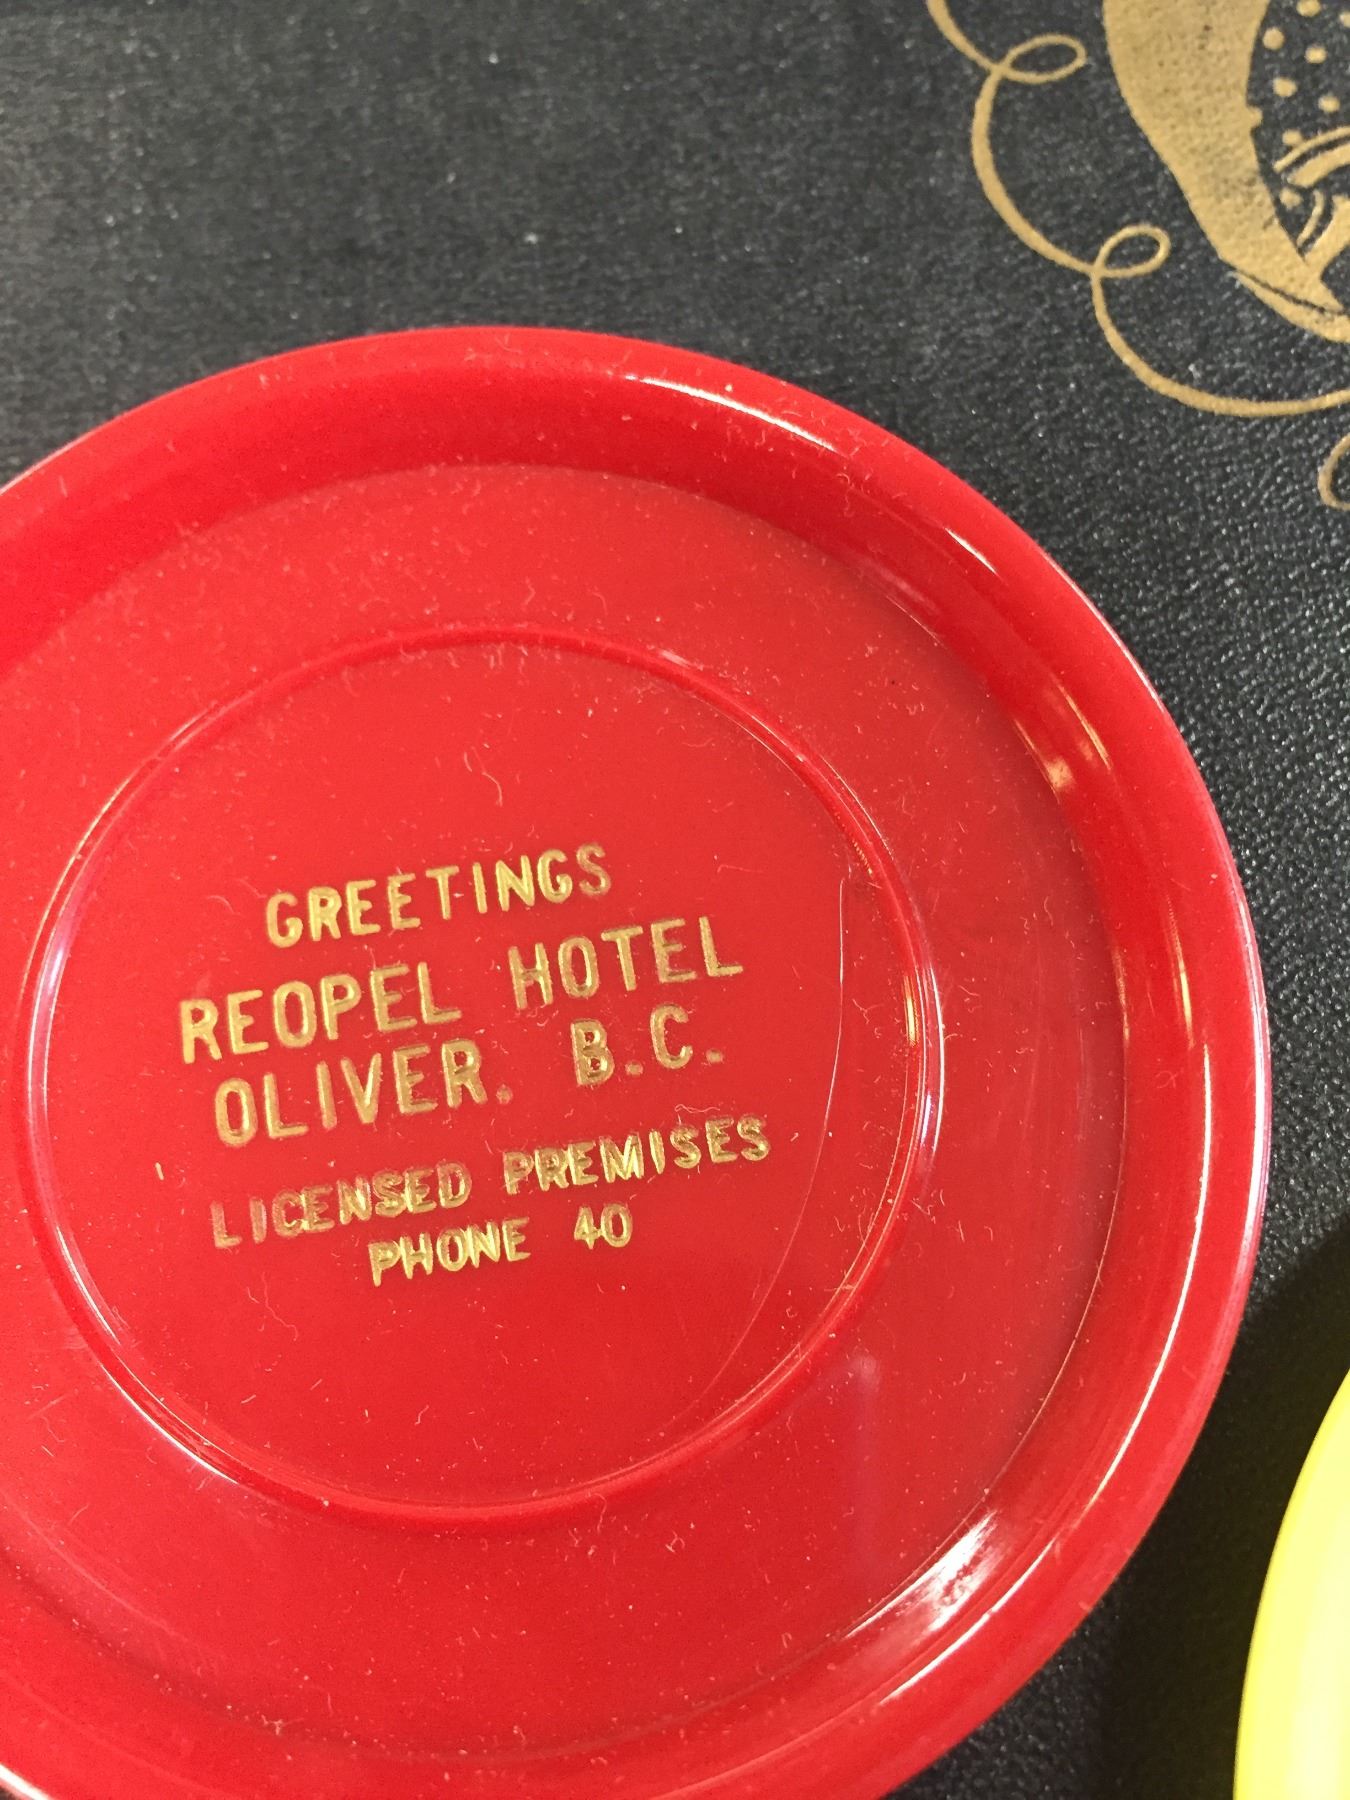 GREETINGS
REOPEL HOTEL
OLIVER, B.C.
LICENSED PREMISES
PHONE 40